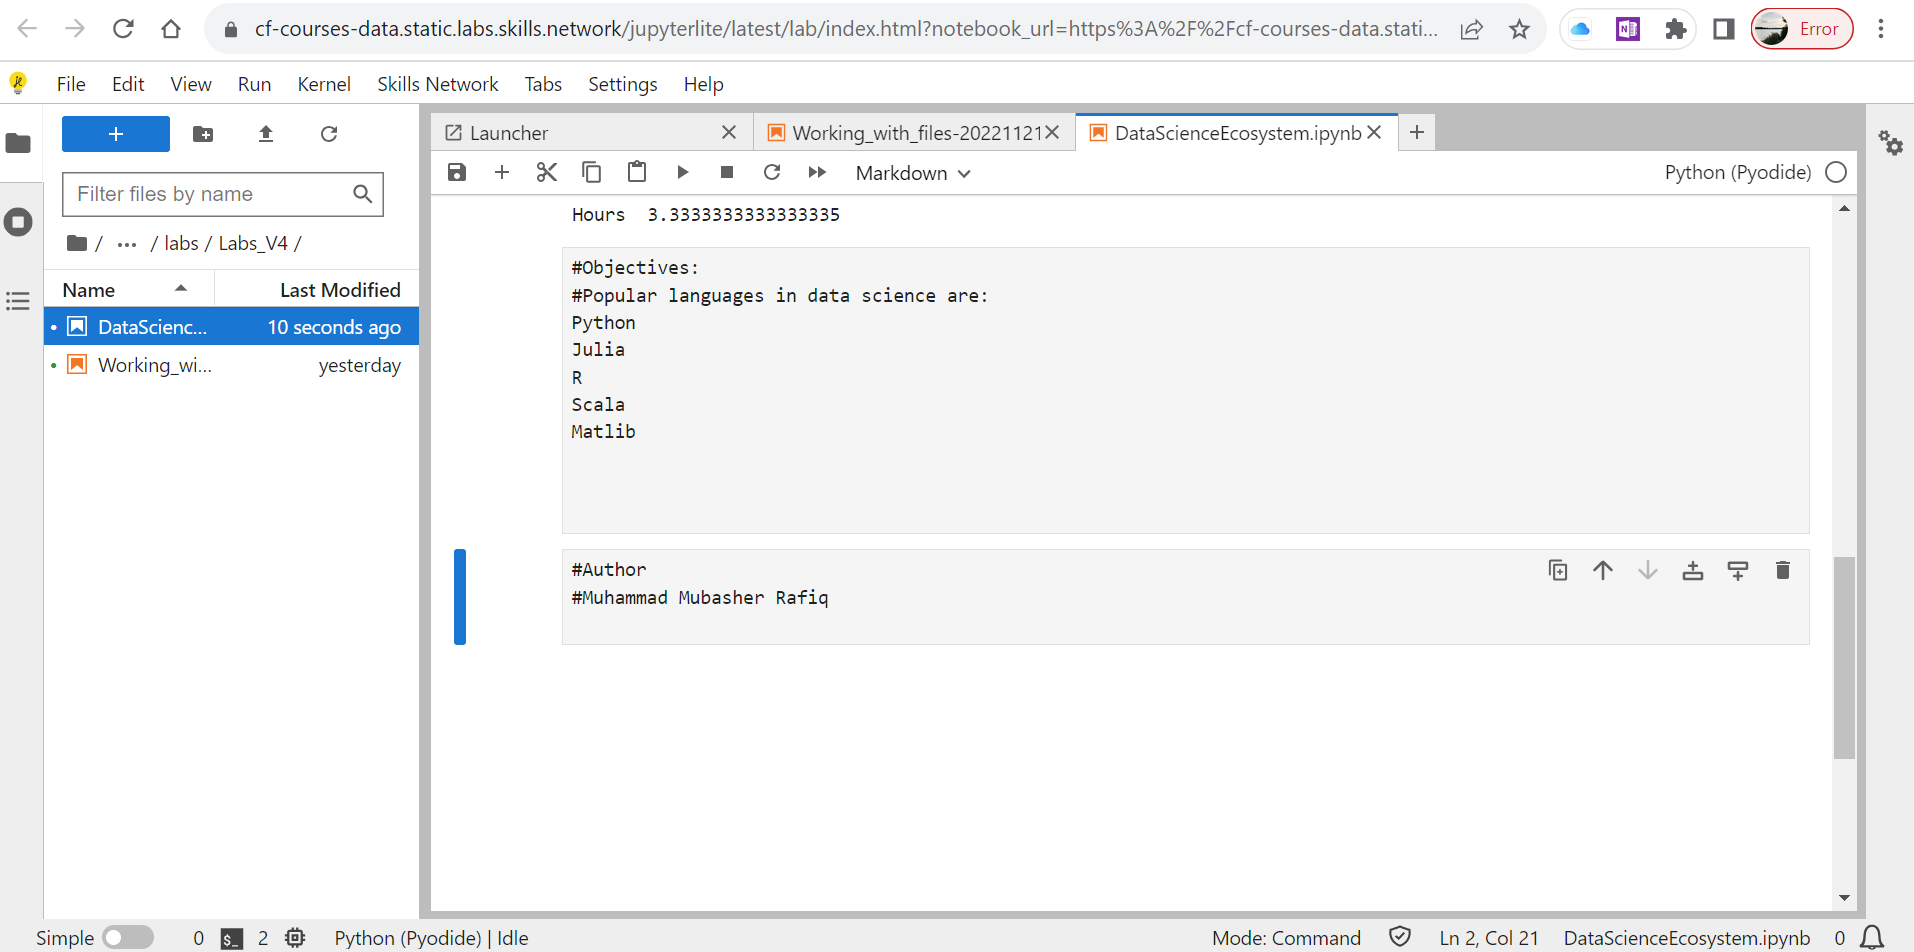 cf-courses-data.static.labs.skills.network/jupyterlite/latest/lab/index.html?notebook_url=https%3A%2F%2Fcf-courses-data.stati...
Error
File Edit View Run Kernel Skills Network Tabs Settings Help
+
Filter files by name
/ ... / labs / Labs_V4 /
Name Last Modified
DataScienc... 10 seconds ago
Working_wi... yesterday
Launcher
Working_with_files-20221121
DataScienceEcosystem.ipynb
Markdown
Python (Pyodide)
Hours 3.3333333333333335
#Objectives:
#Popular languages in data science are:
Python
Julia
R
Scala
Matlib
#Author
#Muhammad Mubasher Rafiq
Simple 0 $_ 2 Python (Pyodide) | Idle Mode: Command Ln 2, Col 21 DataScienceEcosystem.ipynb 0